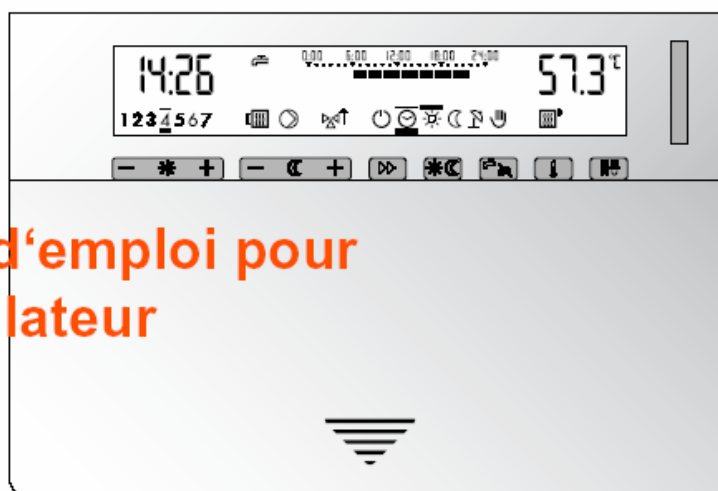 14:26 0:00 6:00 12:00 18:00 24:00 57.3°C
1234567
− + − +
d‘emploi pour
lateur